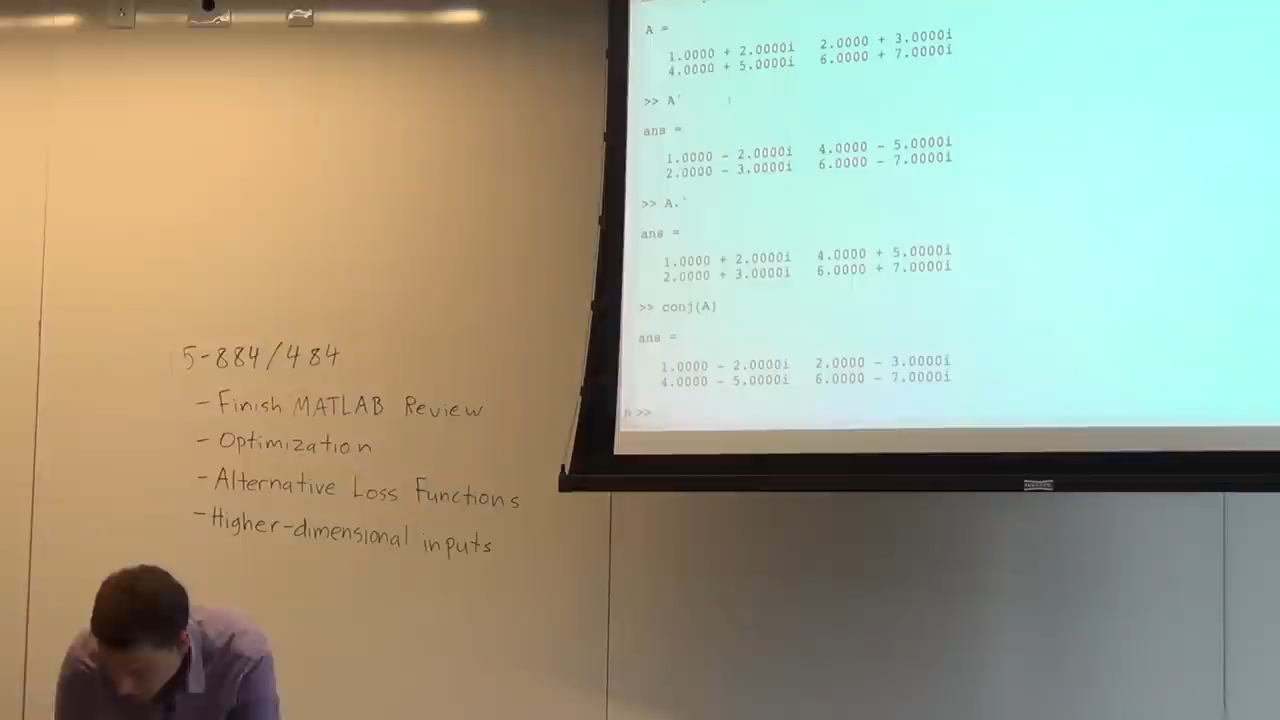 5-884/484
- Finish MATLAB Review
- Optimization
- Alternative Loss Functions
- Higher-dimensional inputs
A =
1.0000 + 2.0000i 2.0000 + 3.0000i
4.0000 + 5.0000i 6.0000 + 7.0000i
>> A'
ans =
1.0000 - 2.0000i 4.0000 - 5.0000i
2.0000 - 3.0000i 6.0000 - 7.0000i
>> A.'
ans =
1.0000 + 2.0000i 4.0000 + 5.0000i
2.0000 + 3.0000i 6.0000 + 7.0000i
>> conj(A)
ans =
1.0000 - 2.0000i 2.0000 - 3.0000i
4.0000 - 5.0000i 6.0000 - 7.0000i
>>